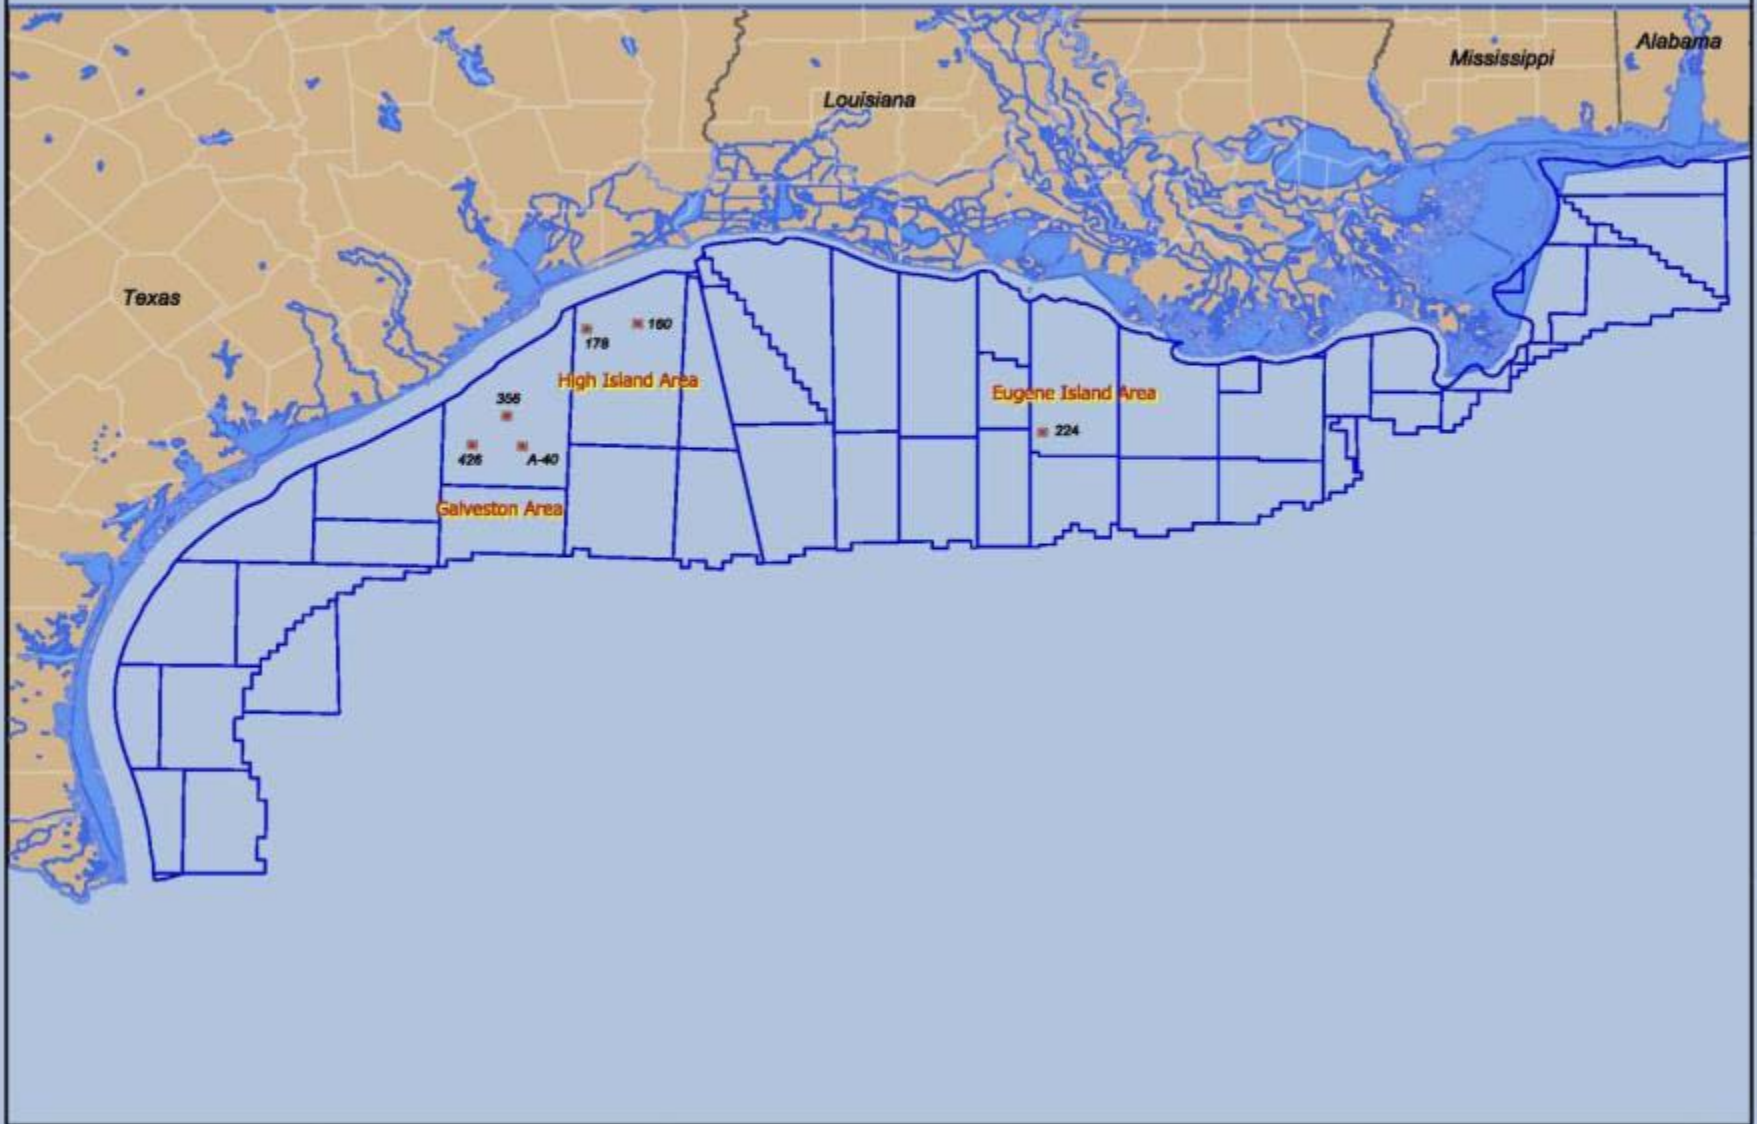 Alabama
Mississippi
Louisiana
Texas
160
178
High Island Area
356
Eugene Island Area
224
426
A-40
Galveston Area